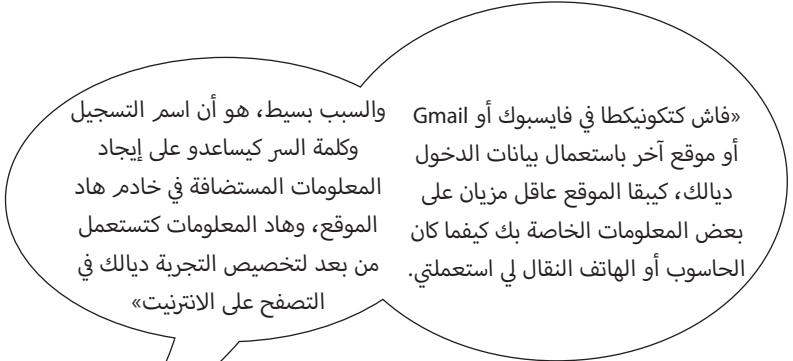 «فاش كتكونيكطا في فايسبوك أو Gmail
أو موقع آخر باستعمال بيانات الدخول
ديالك، كيبقا الموقع عاقل مزيان على
بعض المعلومات الخاصة بك كيفما كان
الحاسوب أو الهاتف النقال لي استعملتي.
والسبب بسيط، هو أن اسم التسجيل
وكلمة السر كيساعدو على إيجاد
المعلومات المستضافة في خادم هاد
الموقع، وهاد المعلومات كتستعمل
من بعد لتخصيص التجربة ديالك في
التصفح على الانترنيت»